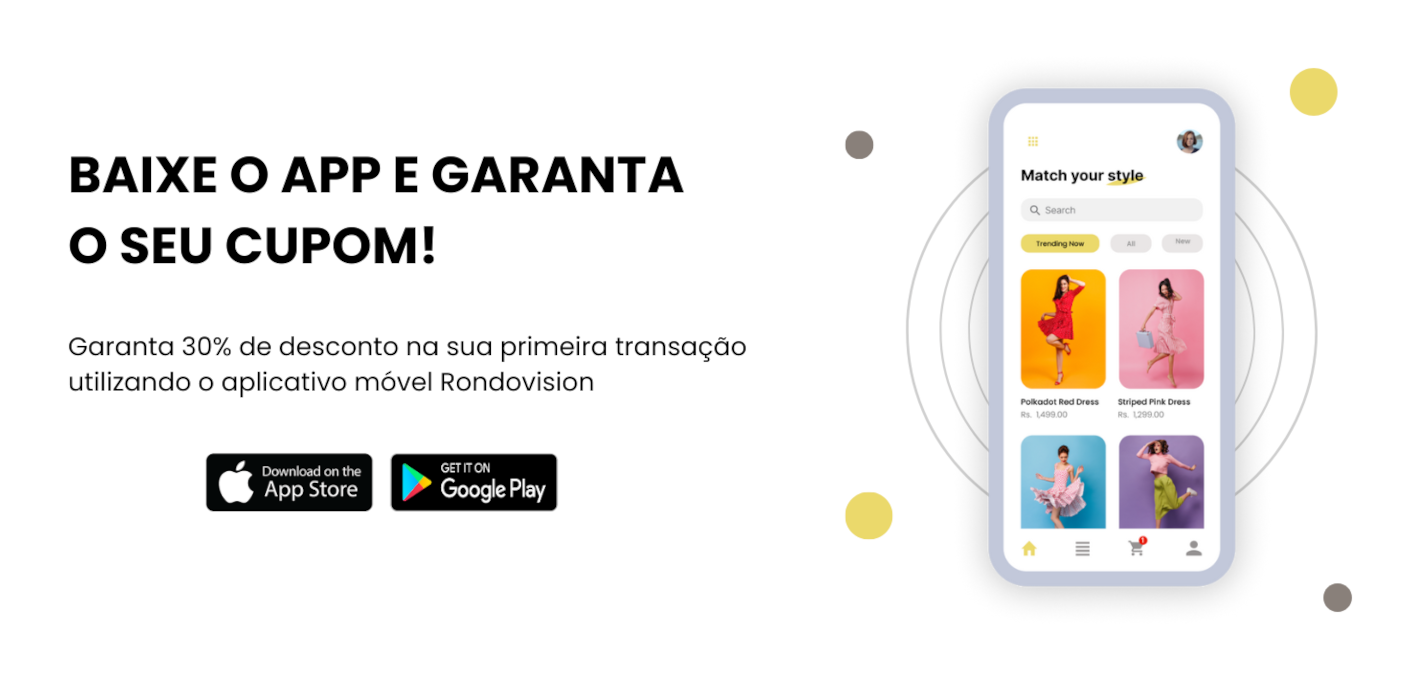 BAIXE O APP E GARANTA
O SEU CUPOM!
Garanta 30% de desconto na sua primeira transação
utilizando o aplicativo móvel Rondovision
Download on the
App Store
GET IT ON
Google Play
Match your style
Search
Trending Now
All
New
Polkadot Red Dress
Rs. 1,499.00
Striped Pink Dress
Rs. 1,299.00
1